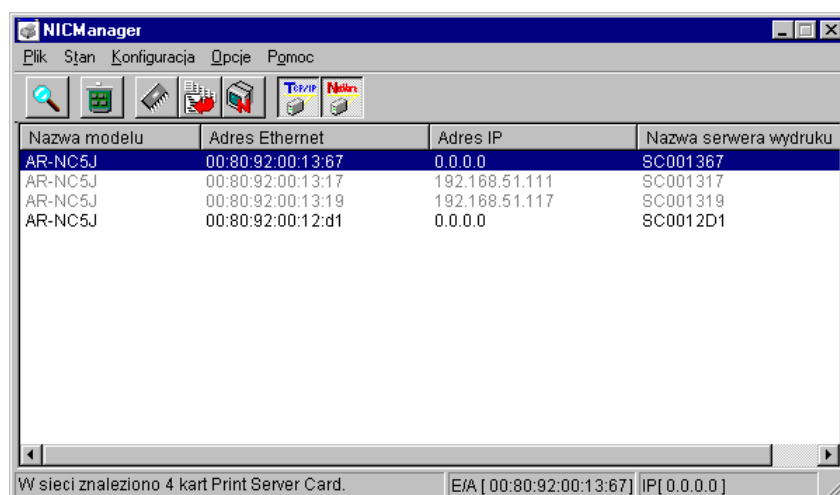 NICManager
Plik Stan Konfiguracja Opcje Pomoc
TCP/IP NetWare
Nazwa modelu Adres Ethernet Adres IP Nazwa serwera wydruku
AR-NC5J 00:80:92:00:13:67 0.0.0.0 SC001367
AR-NC5J 00:80:92:00:13:17 192.168.51.111 SC001317
AR-NC5J 00:80:92:00:13:19 192.168.51.117 SC001319
AR-NC5J 00:80:92:00:12:d1 0.0.0.0 SC0012D1
W sieci znaleziono 4 kart Print Server Card. E/A [ 00:80:92:00:13:67] IP[ 0.0.0.0 ]